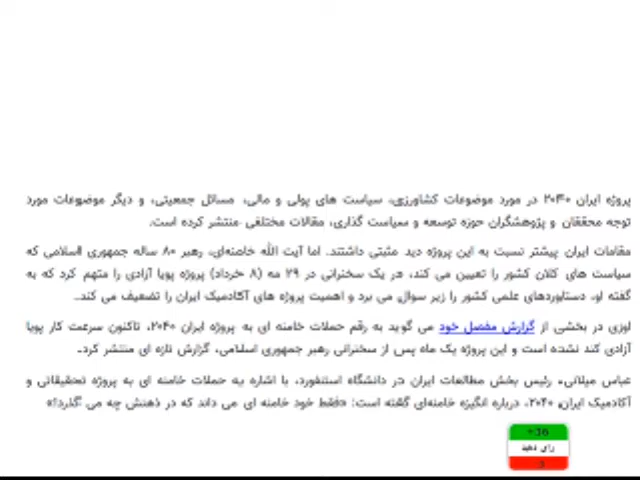 پروژه ایران ۲۰۴۰ در مورد موضوعات کشاورزی، سیاست های پولی و مالی، مسائل جمعیتی، و دیگر موضوعات مورد
توجه محققان و پژوهشگران حوزه توسعه و سیاست گذاری، مقالات مختلفی منتشر کرده است.
مقامات ایران پیشتر نسبت به این پروژه دید مثبتی داشتند. اما آیت الله خامنه‌ای، رهبر ۸۰ ساله جمهوری اسلامی که
سیاست های کلان کشور را تعیین می کند، در یک سخنرانی در ۲۹ مه (۸ خرداد) پروژه پویا آزادی را متهم کرد که به
گفته او، دستاوردهای علمی کشور را زیر سوال می برد و اهمیت پروژه های آکادمیک ایران را تضعیف می کند.
لوزی در بخشی از گزارش مفصل خود می گوید به رقم حملات خامنه ای به پروژه ایران ۲۰۴۰، تاکنون سرعت کار پویا
آزادی کند نشده است و این پروژه یک ماه پس از سخنرانی رهبر جمهوری اسلامی، گزارش تازه ای منتشر کرد.
عباس میلانی، رئیس بخش مطالعات ایران در دانشگاه استنفورد، با اشاره به حملات خامنه ای به پروژه تحقیقاتی و
آکادمیک ایران ۲۰۴۰، درباره انگیزه خامنه‌ای گفته است: «فقط خود خامنه ای می داند که در ذهنش چه می گذرد!»
+36
رای دهید